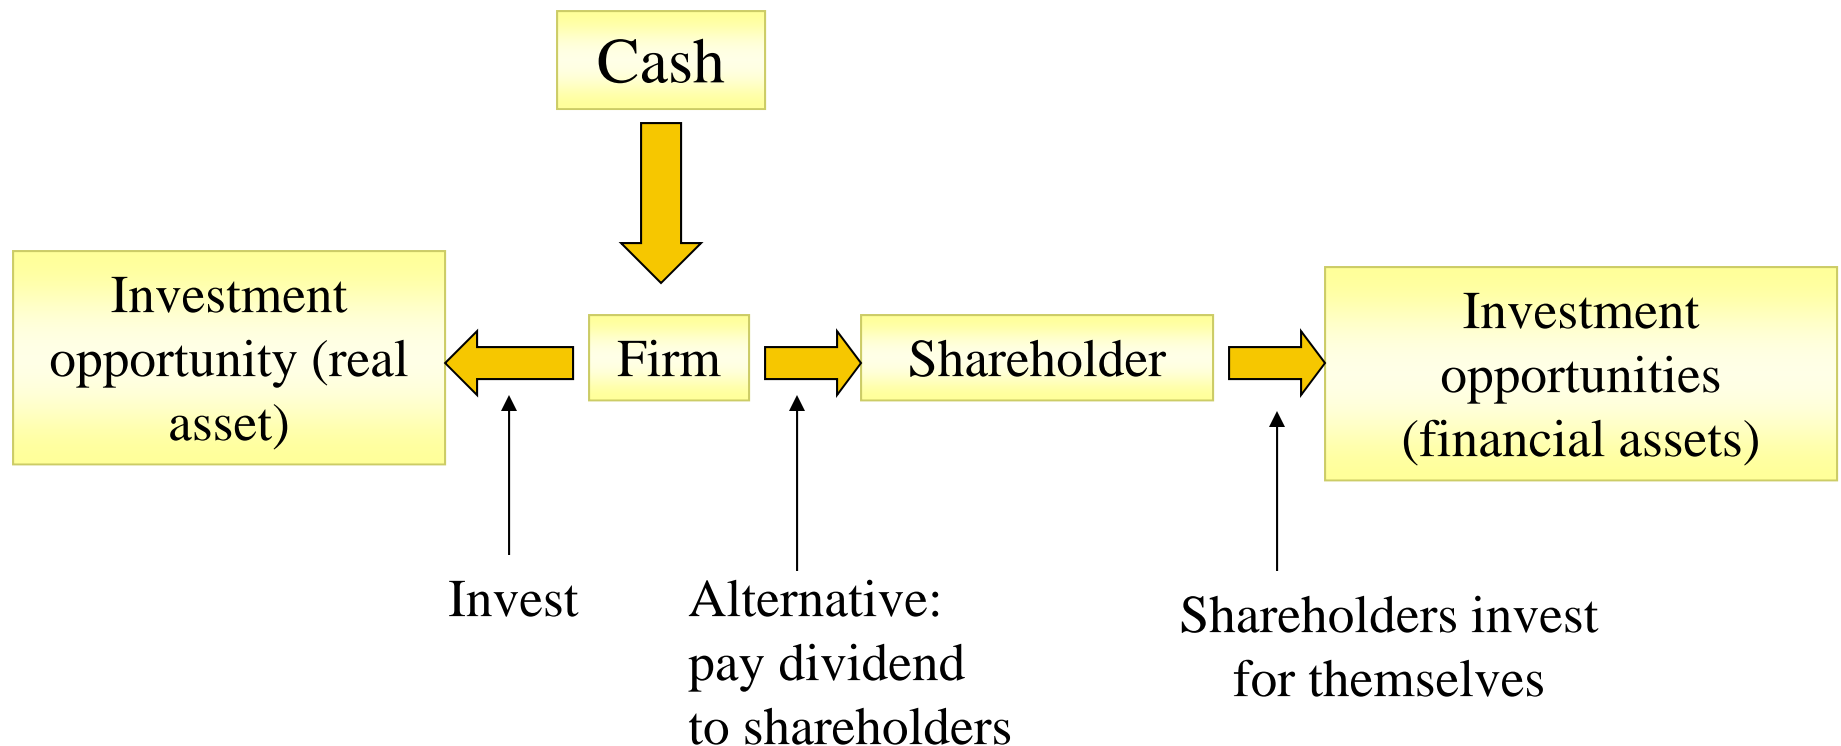 Cash
Investment
opportunity (real
asset)
Firm
Shareholder
Investment
opportunities
(financial assets)
Invest
Alternative:
pay dividend
to shareholders
Shareholders invest
for themselves